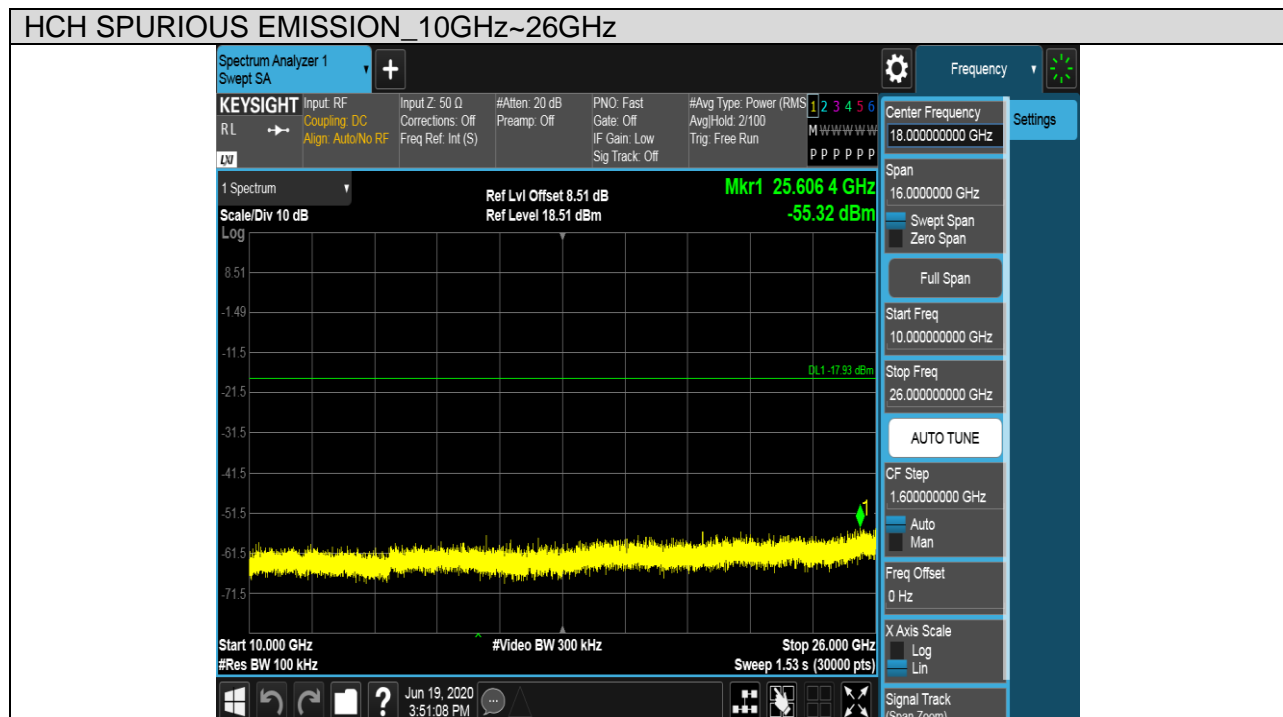 HCH SPURIOUS EMISSION_10GHz~26GHz
Spectrum Analyzer 1
Swept SA
+
Frequency
KEYSIGHT
RL
LXI
Input: RF
Coupling: DC
Align: Auto/No RF
Input Z: 50 Ω
Corrections: Off
Freq Ref: Int (S)
#Atten: 20 dB
Preamp: Off
PNO: Fast
Gate: Off
IF Gain: Low
Sig Track: Off
#Avg Type: Power (RMS
Avg|Hold: 2/100
Trig: Free Run
1 2 3 4 5 6
M W W W W W
P P P P P P
1 Spectrum
Scale/Div 10 dB
Ref Lvl Offset 8.51 dB
Ref Level 18.51 dBm
Mkr1 25.606 4 GHz
-55.32 dBm
Log
8.51
-1.49
-11.5
DL1 -17.93 dBm
-21.5
-31.5
-41.5
-51.5
1
-61.5
-71.5
Start 10.000 GHz
#Res BW 100 kHz
#Video BW 300 kHz
Stop 26.000 GHz
Sweep 1.53 s (30000 pts)
Jun 19, 2020
3:51:08 PM
Center Frequency
18.000000000 GHz
Settings
Span
16.0000000 GHz
Swept Span
Zero Span
Full Span
Start Freq
10.000000000 GHz
Stop Freq
26.000000000 GHz
AUTO TUNE
CF Step
1.600000000 GHz
Auto
Man
Freq Offset
0 Hz
X Axis Scale
Log
Lin
Signal Track
(Span Zoom)